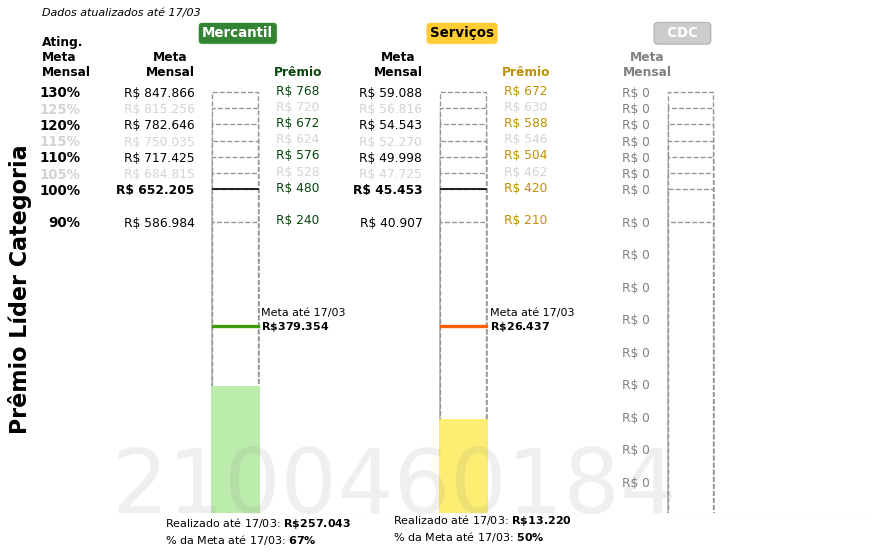 Dados atualizados até 17/03
Mercantil
Serviços
CDC
Ating.
Meta
Mensal
Meta
Mensal
Prêmio
Meta
Mensal
Prêmio
Meta
Mensal
130% R$ 847.866 R$ 768 R$ 59.088 R$ 672 R$ 0
125% R$ 815.256 R$ 720 R$ 56.816 R$ 630 R$ 0
120% R$ 782.646 R$ 672 R$ 54.543 R$ 588 R$ 0
115% R$ 750.035 R$ 624 R$ 52.270 R$ 546 R$ 0
110% R$ 717.425 R$ 576 R$ 49.998 R$ 504 R$ 0
105% R$ 684.815 R$ 528 R$ 47.725 R$ 462 R$ 0
100% R$ 652.205 R$ 480 R$ 45.453 R$ 420 R$ 0
90% R$ 586.984 R$ 240 R$ 40.907 R$ 210 R$ 0
R$ 0
R$ 0
R$ 0
R$ 0
R$ 0
R$ 0
R$ 0
R$ 0
Meta até 17/03
R$379.354
Meta até 17/03
R$26.437
Prêmio Líder Categoria
2100460184
Realizado até 17/03: R$257.043
% da Meta até 17/03: 67%
Realizado até 17/03: R$13.220
% da Meta até 17/03: 50%